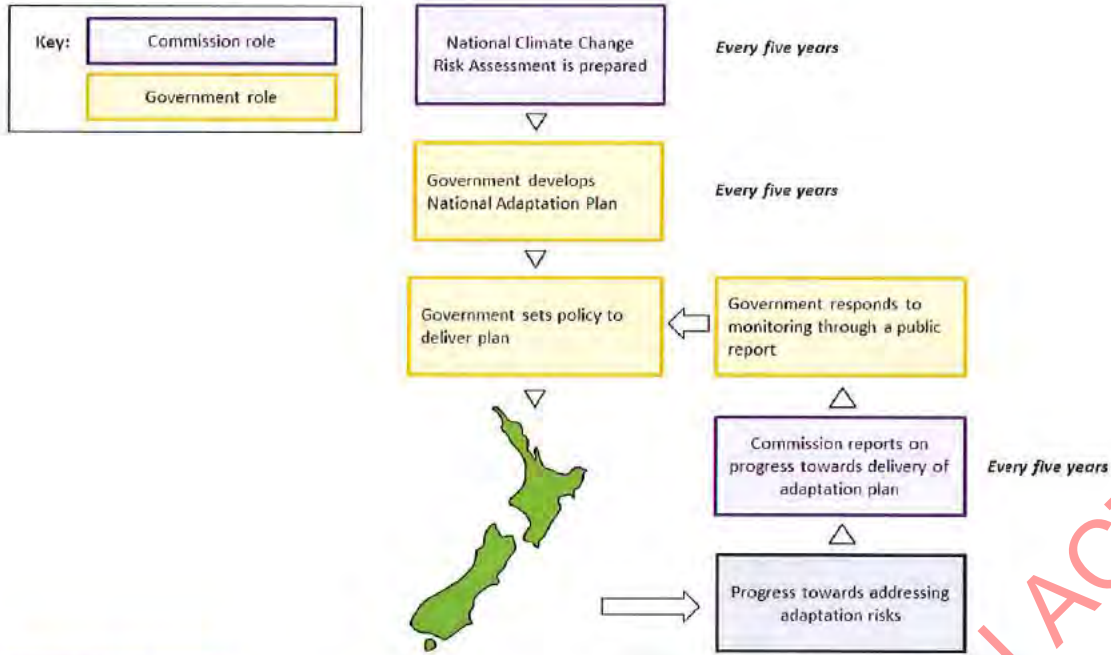 Key:
Commission role
Government role
National Climate Change
Risk Assessment is prepared
Every five years
Government develops
National Adaptation Plan
Every five years
Government sets policy to
deliver plan
Government responds to
monitoring through a public
report
Commission reports on
progress towards delivery of
adaptation plan
Every five years
Progress towards addressing
adaptation risks